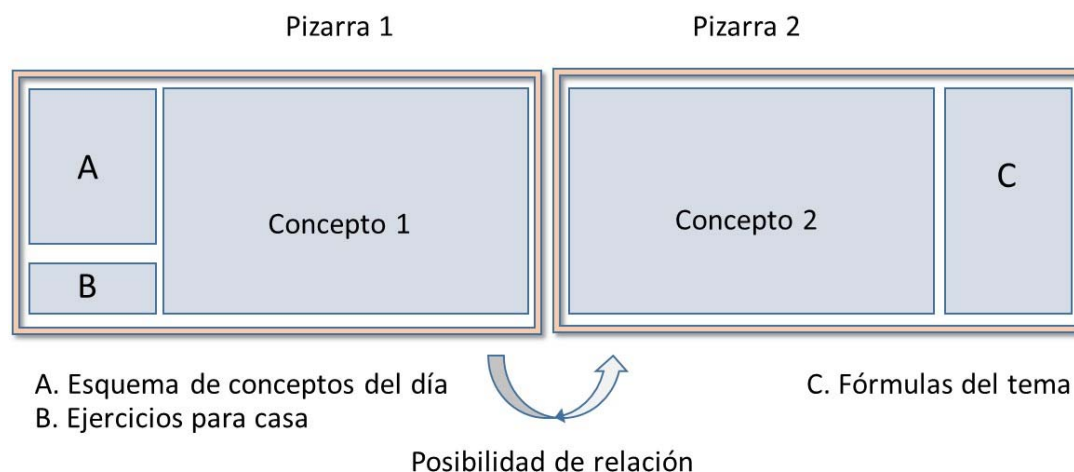 Pizarra 1
Pizarra 2
A
B
Concepto 1
Concepto 2
C
A. Esquema de conceptos del día
B. Ejercicios para casa
C. Fórmulas del tema
Posibilidad de relación